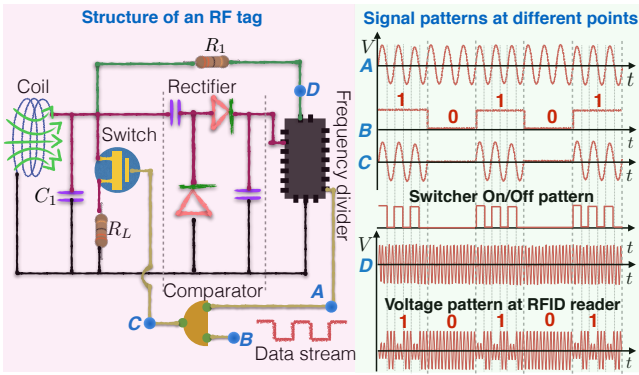 Structure of an RF tag
R1
Coil
Rectifier
D
Switch
Frequency divider
C1
RL
Comparator
A
C
B
Data stream
Signal patterns at different points
V
A
t
1
0
1
0
1
B
t
C
t
Switcher On/Off pattern
V
t
D
t
Voltage pattern at RFID reader
1
0
1
0
1
t